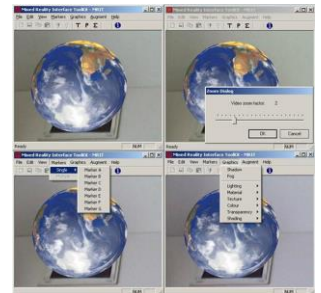 Mixed Reality Interface Toolkit - MRIT
File Edit View Markers Graphics Augment Help
T P Σ
Ready
NUM
Mixed Reality Interface Toolkit - MRIT
File Edit View Markers Graphics Augment Help
T P Σ
Zoom Dialog
Video zoom factor: 2
OK Cancel
Ready
NUM
Mixed Reality Interface Toolkit - MRIT
File Edit View Markers Graphics Augment Help
Single
Marker A
Marker B
Marker C
Marker D
Marker E
Marker F
Marker G
NUM
Mixed Reality Interface Toolkit - MRIT
File Edit View Markers Graphics Augment Help
Shadow
Fog
Lighting
Material
Texture
Colour
Transparency
Shading
NUM